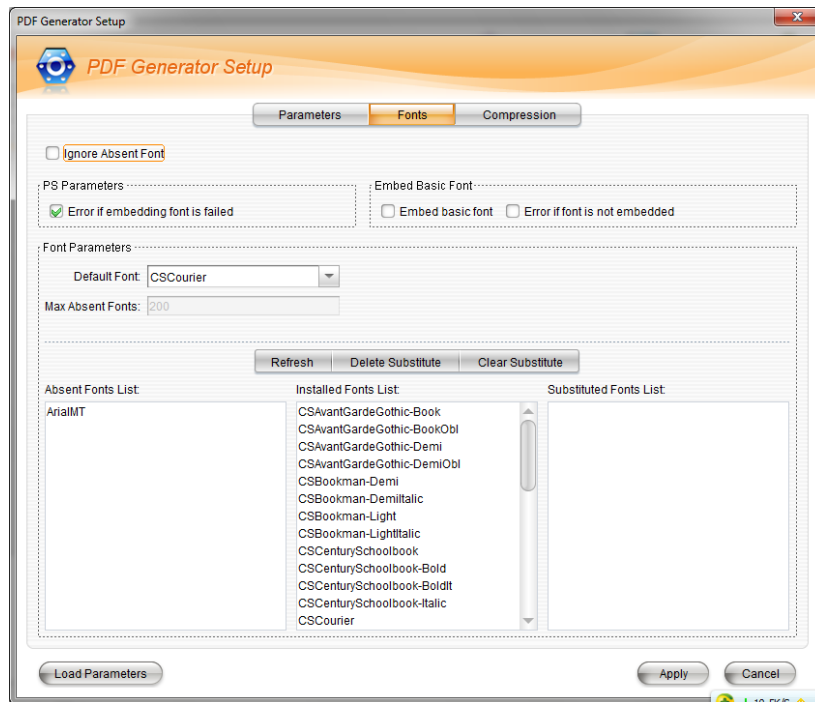 PDF Generator Setup
PDF Generator Setup
Parameters Fonts Compression
Ignore Absent Font
PS Parameters Embed Basic Font
Error if embedding font is failed Embed basic font Error if font is not embedded
Font Parameters
Default Font: CSCourier
Max Absent Fonts: 200
Refresh Delete Substitute Clear Substitute
Absent Fonts List: Installed Fonts List: Substituted Fonts List:
ArialMT CSAvantGardeGothic-Book
CSAvantGardeGothic-BookObl
CSAvantGardeGothic-Demi
CSAvantGardeGothic-DemiObl
CSBookman-Demi
CSBookman-DemiItalic
CSBookman-Light
CSBookman-LightItalic
CSCenturySchoolbook
CSCenturySchoolbook-Bold
CSCenturySchoolbook-BoldIt
CSCenturySchoolbook-Italic
CSCourier
Load Parameters Apply Cancel